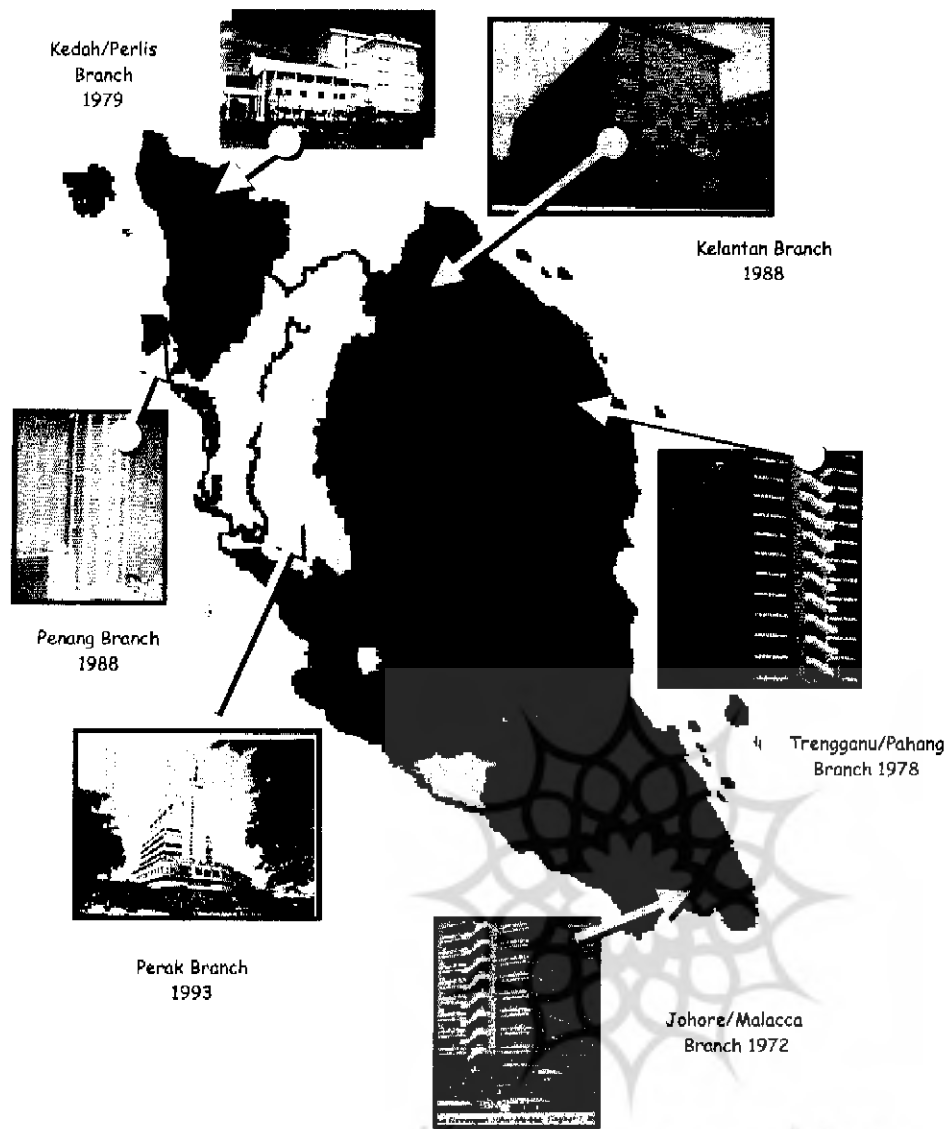 Kedah/Perlis
Branch
1979
Kelantan Branch
1988
Penang Branch
1988
Trengganu/Pahang
Branch 1978
Perak Branch
1993
Johore/Malacca
Branch 1972